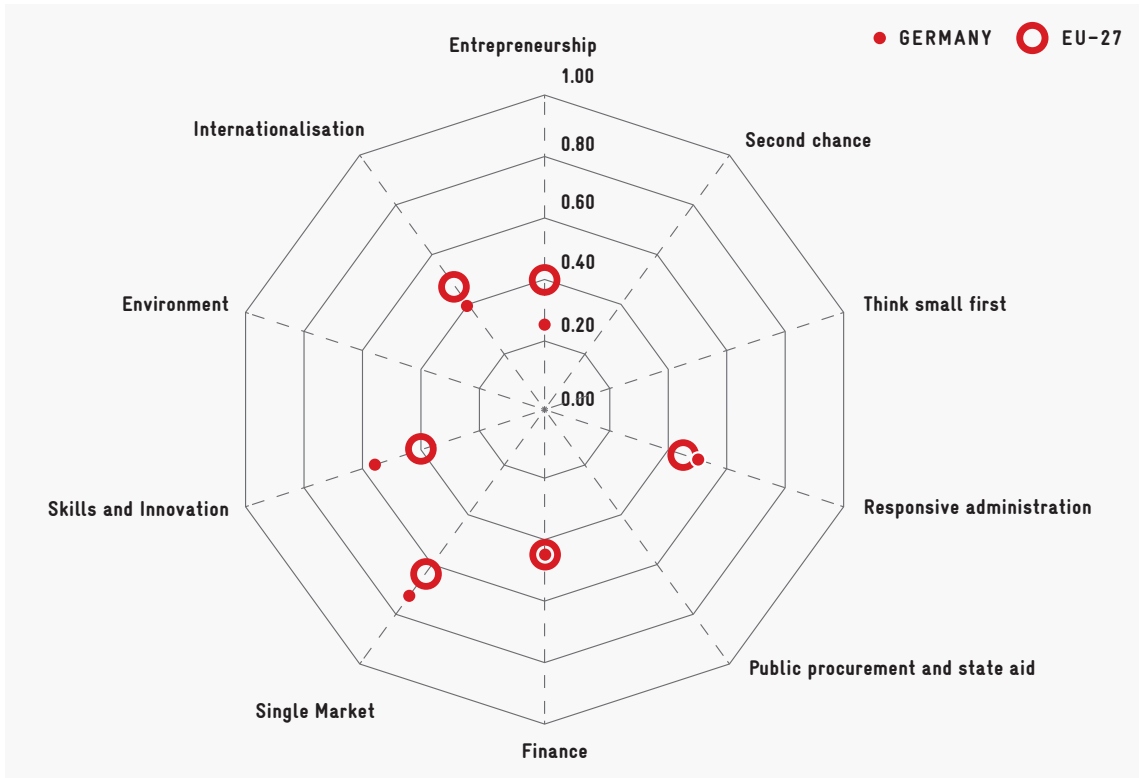 GERMANY EU-27
Entrepreneurship
1.00
Internationalisation
Second chance
0.80
0.60
0.40
Environment
Think small first
0.20
0.00
Skills and Innovation
Responsive administration
Public procurement and state aid
Single Market
Finance